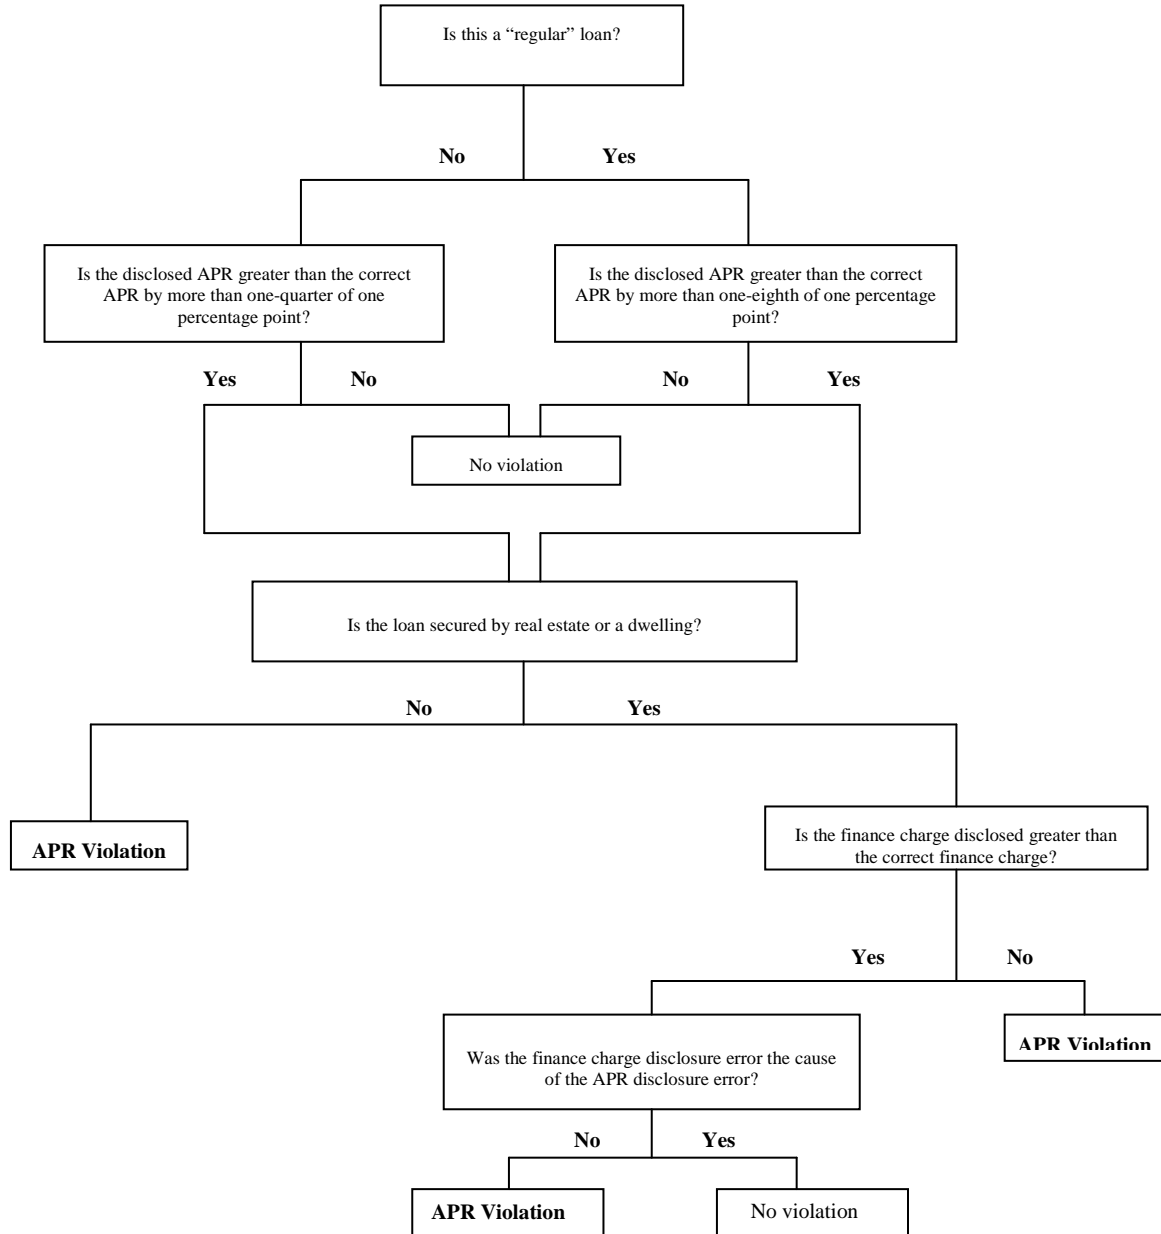 Is this a “regular” loan?
No
Yes
Is the disclosed APR greater than the correct
APR by more than one-quarter of one
percentage point?
Is the disclosed APR greater than the correct
APR by more than one-eighth of one percentage
point?
Yes
No
No
Yes
No violation
Is the loan secured by real estate or a dwelling?
No
Yes
APR Violation
Is the finance charge disclosed greater than
the correct finance charge?
Yes
No
Was the finance charge disclosure error the cause
of the APR disclosure error?
APR Violation
No
Yes
APR Violation
No violation